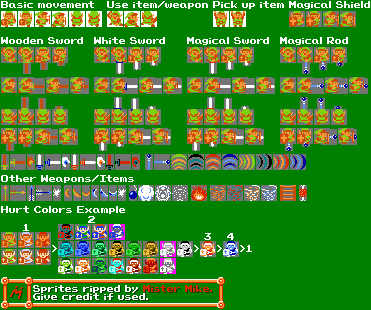 Basic movement Use item/weapon Pick up item Magical Shield
Wooden Sword White Sword Magical Sword Magical Rod
Other Weapons/Items
Hurt Colors Example
1 2
3 4
> > >1
Sprites ripped by Mister Mike.
Give credit if used.